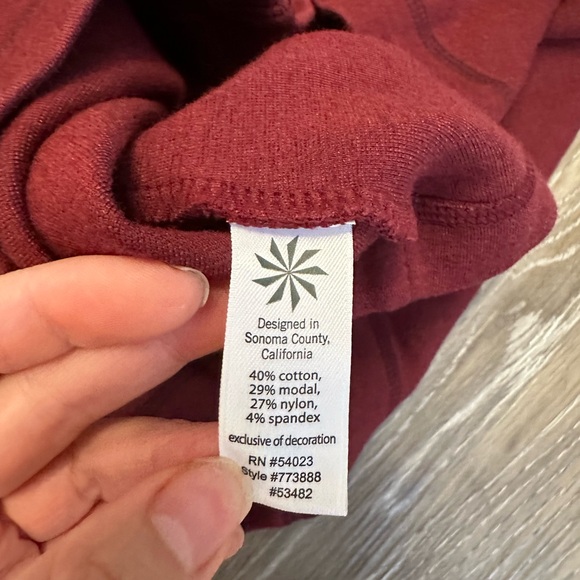 Designed in
Sonoma County,
California
40% cotton,
29% modal,
27% nylon,
4% spandex
exclusive of decoration
RN #54023
Style #773888
#53482